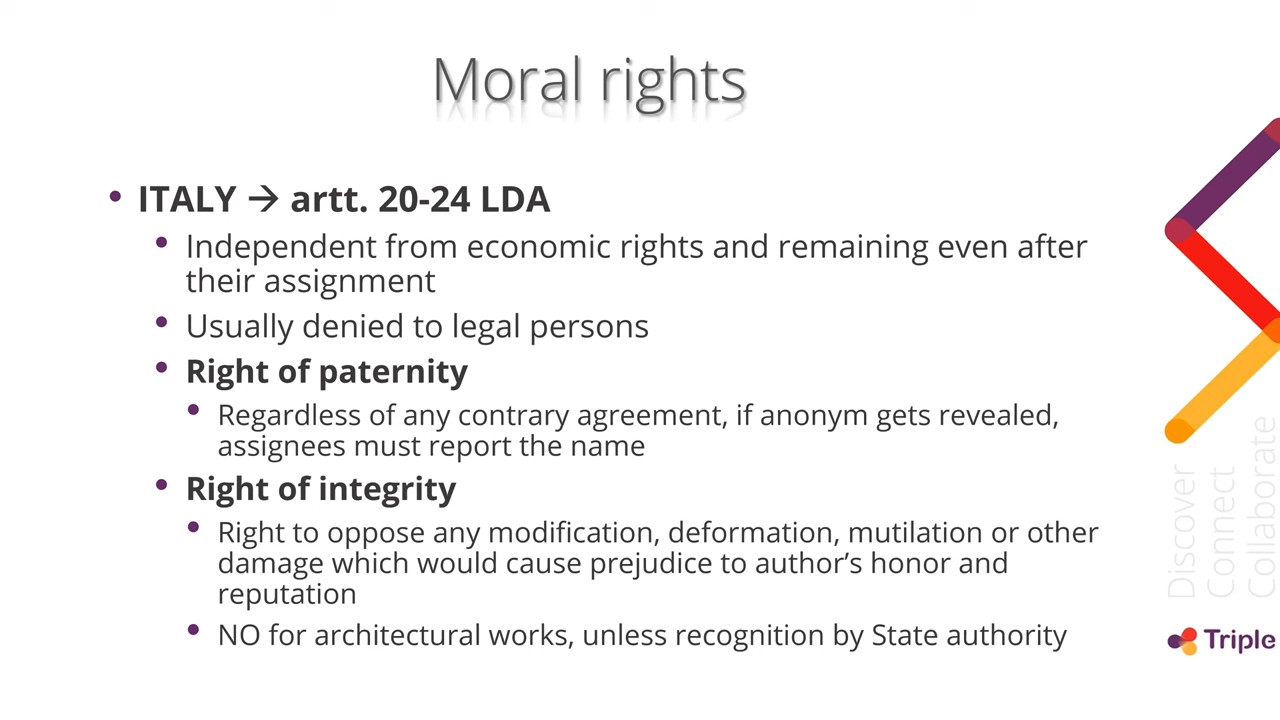 Moral rights
• ITALY → artt. 20-24 LDA
• Independent from economic rights and remaining even after
their assignment
• Usually denied to legal persons
• Right of paternity
• Regardless of any contrary agreement, if anonym gets revealed,
assignees must report the name
• Right of integrity
• Right to oppose any modification, deformation, mutilation or other
damage which would cause prejudice to author’s honor and
reputation
• NO for architectural works, unless recognition by State authority
Discover
Connect
Collaborate
Triple